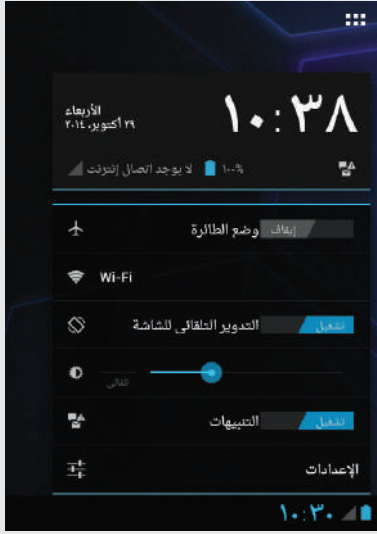 ١٠:٣٨
الأربعاء
٢٩ أكتوبر، ٢٠١٤
١٠٠% لا يوجد اتصال إنترنت
وضع الطائرة إيقاف
Wi-Fi
التدوير التلقائي للشاشة تشغيل
تلقائي
التنبيهات تشغيل
الإعدادات
١٠:٣٠